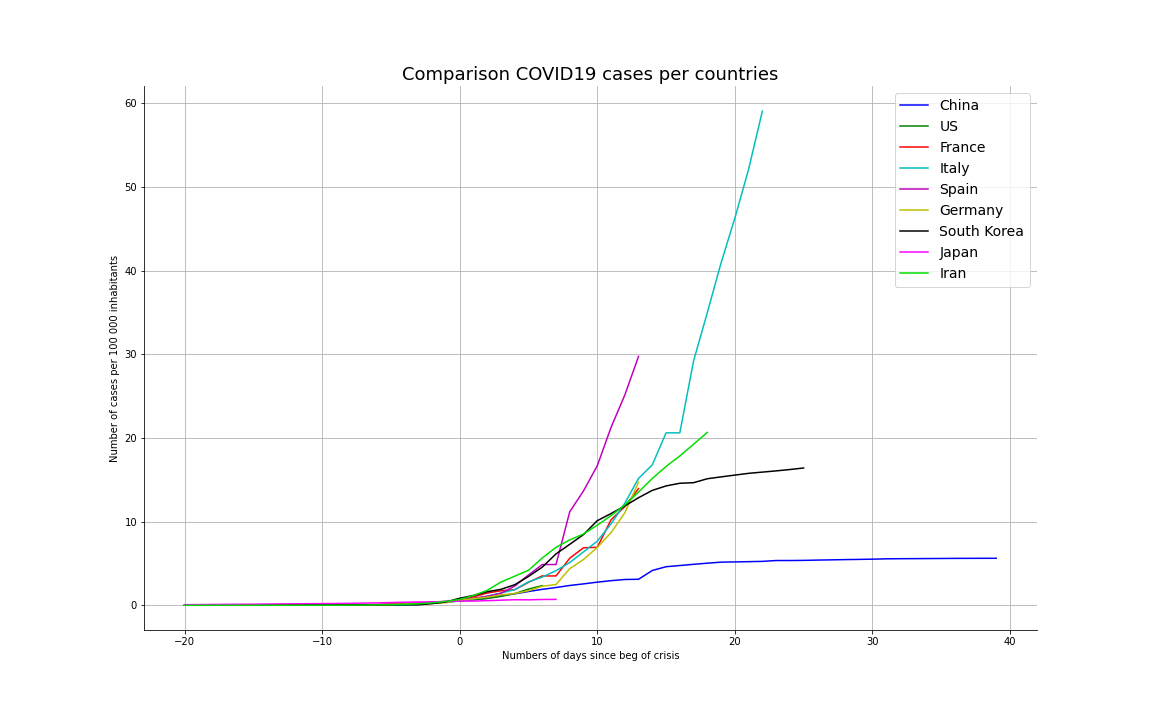 Comparison COVID19 cases per countries
60
50
40
30
20
10
0
Number of cases per 100 000 inhabitants
China
US
France
Italy
Spain
Germany
South Korea
Japan
Iran
−20 −10 0 10 20 30 40
Numbers of days since beg of crisis